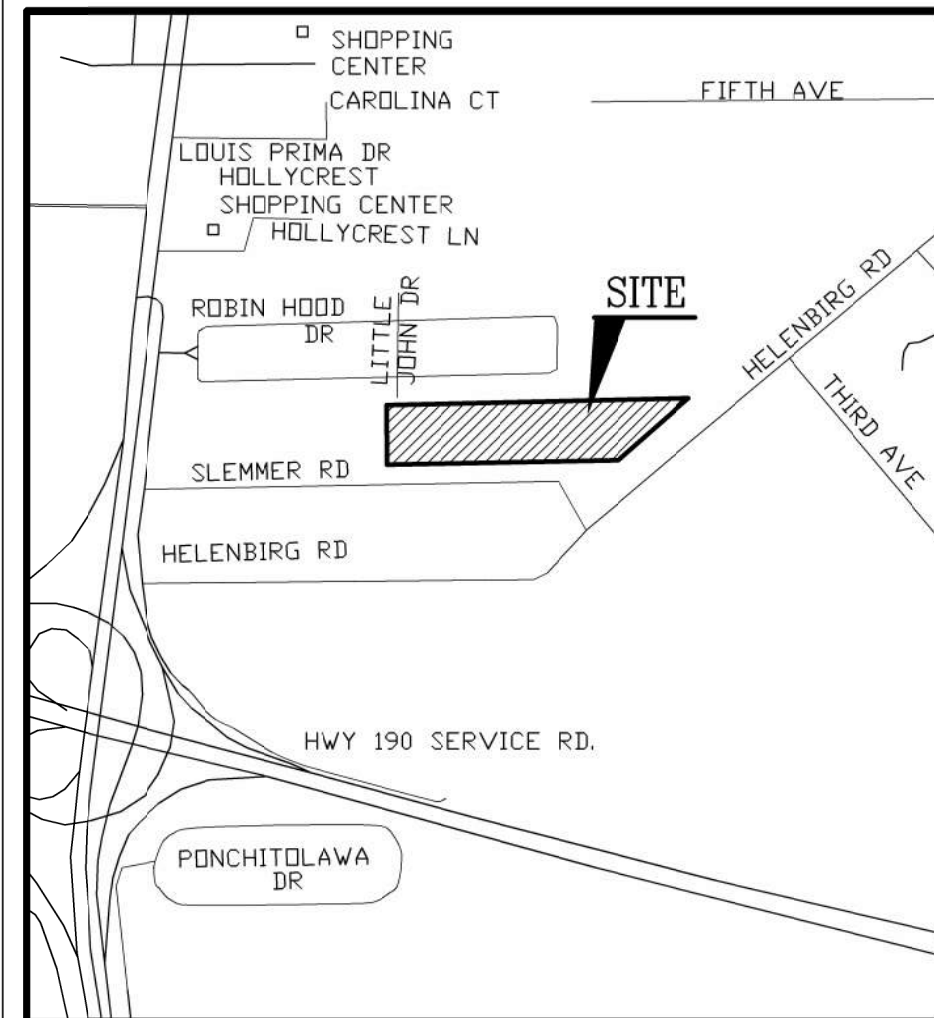 SHOPPING
CENTER
CAROLINA CT
FIFTH AVE
LOUIS PRIMA DR
HOLLYCREST
SHOPPING CENTER
HOLLYCREST LN
ROBIN HOOD
DR
LITTLE
JOHN DR
SITE
HELENBIRG RD
THIRD AVE
SLEMMER RD
HELENBIRG RD
HWY 190 SERVICE RD.
PONCHITOLAWA
DR